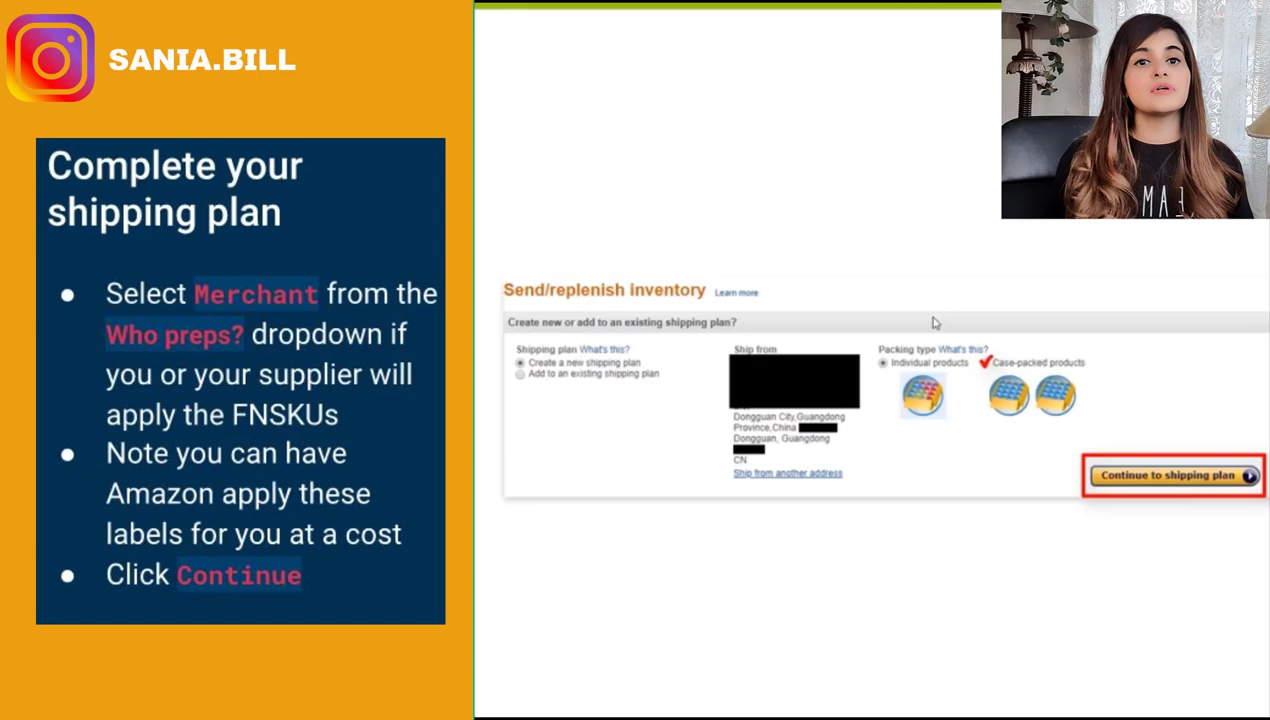 SANIA.BILL
Complete your
shipping plan
Select Merchant from the
Who preps? dropdown if
you or your supplier will
apply the FNSKUs
Note you can have
Amazon apply these
labels for you at a cost
Click Continue
Send/replenish inventory Learn more
Create new or add to an existing shipping plan?
Shipping plan What's this?
Create a new shipping plan
Add to an existing shipping plan
Ship from
Dongguan City,Guangdong
Province,China
Dongguan, Guangdong
CN
Ship from another address
Packing type What's this?
Individual products
Case-packed products
Continue to shipping plan